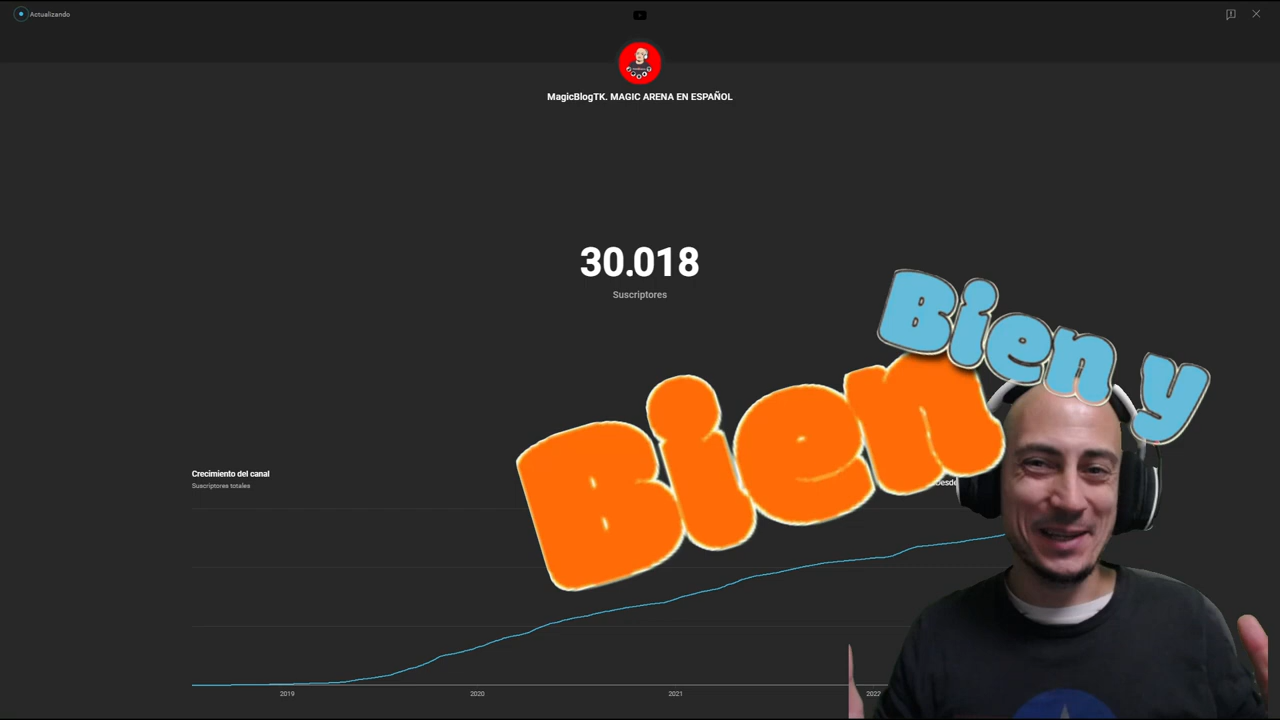 Actualizando
MagicBlogTK. MAGIC ARENA EN ESPAÑOL
30.018
Suscriptores
Bien y
Bien
Crecimiento del canal
Suscriptores totales
Desde
2019
2020
2021
2022